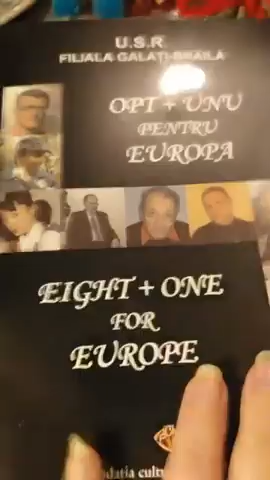 U.S.R
FILIALA GALAȚI-BRĂILA
OPT + UNU
PENTRU
EUROPA
EIGHT + ONE
FOR
EUROPE